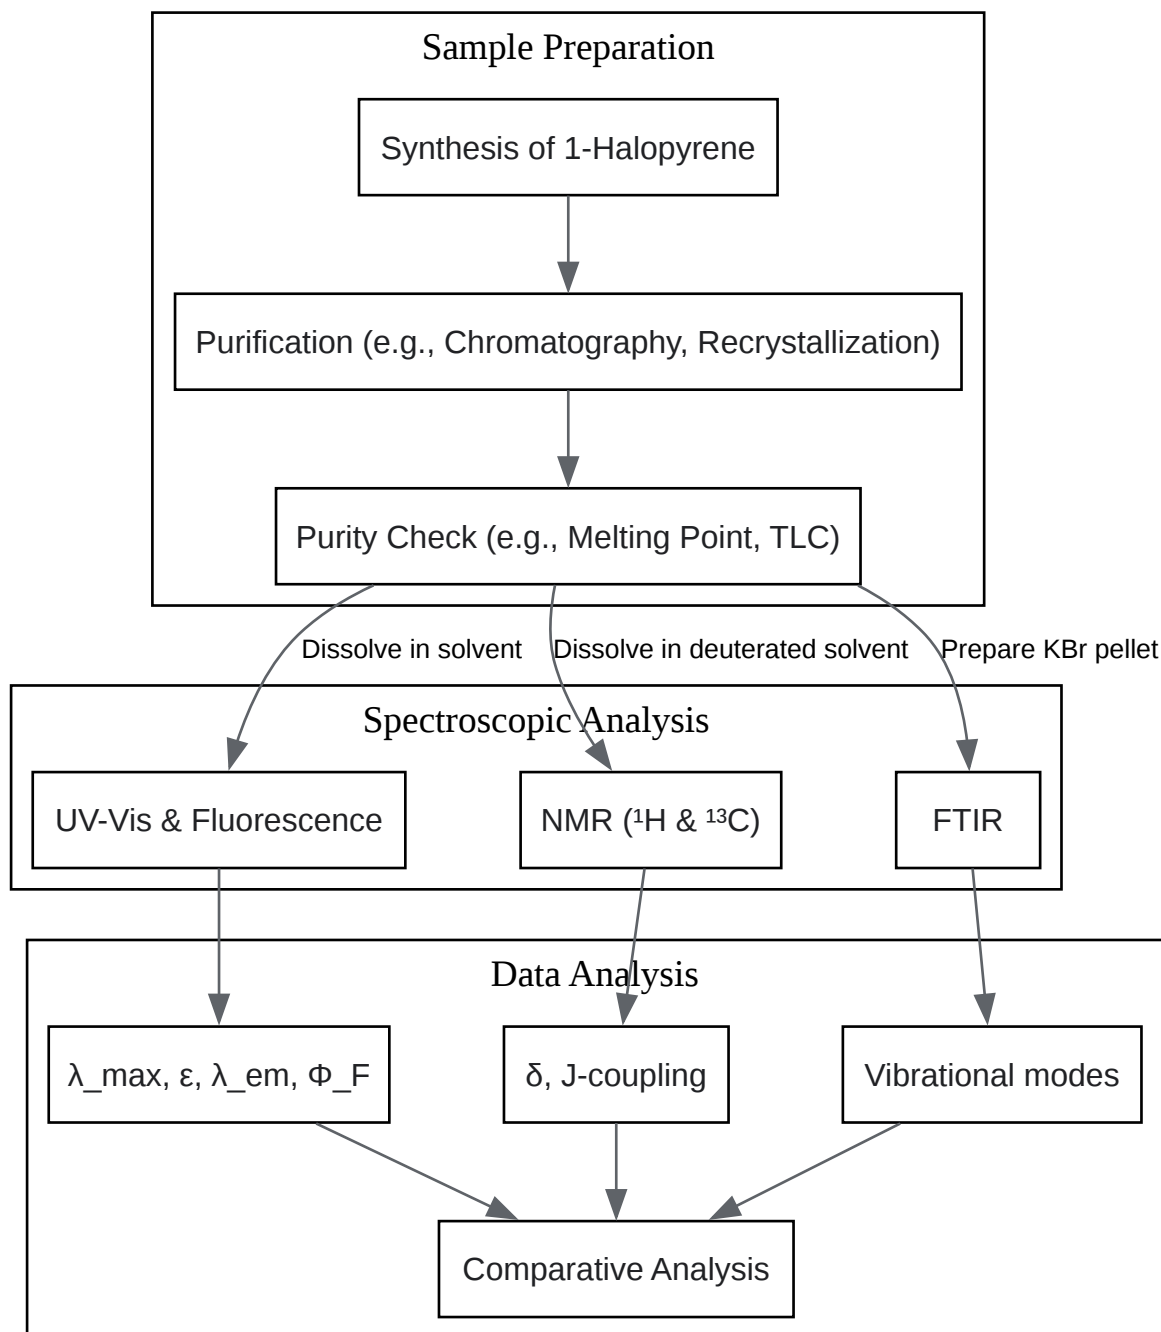 Sample Preparation
Synthesis of 1-Halopyrene
Purification (e.g., Chromatography, Recrystallization)
Purity Check (e.g., Melting Point, TLC)
Dissolve in solvent
Dissolve in deuterated solvent
Prepare KBr pellet
Spectroscopic Analysis
UV-Vis & Fluorescence
NMR (¹H & ¹³C)
FTIR
Data Analysis
λ_max, ε, λ_em, Φ_F
δ, J-coupling
Vibrational modes
Comparative Analysis